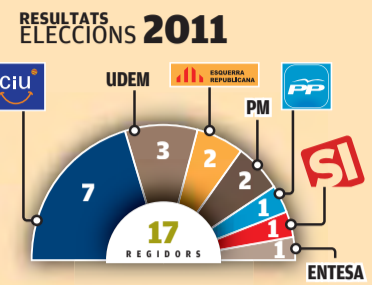 RESULTATS
ELECCIONS 2011
ciu
UDEM
ESQUERRA
REPUBLICANA
PM
PP
SI
7
3
2
2
1
1
1
17
REGIDORS
ENTESA